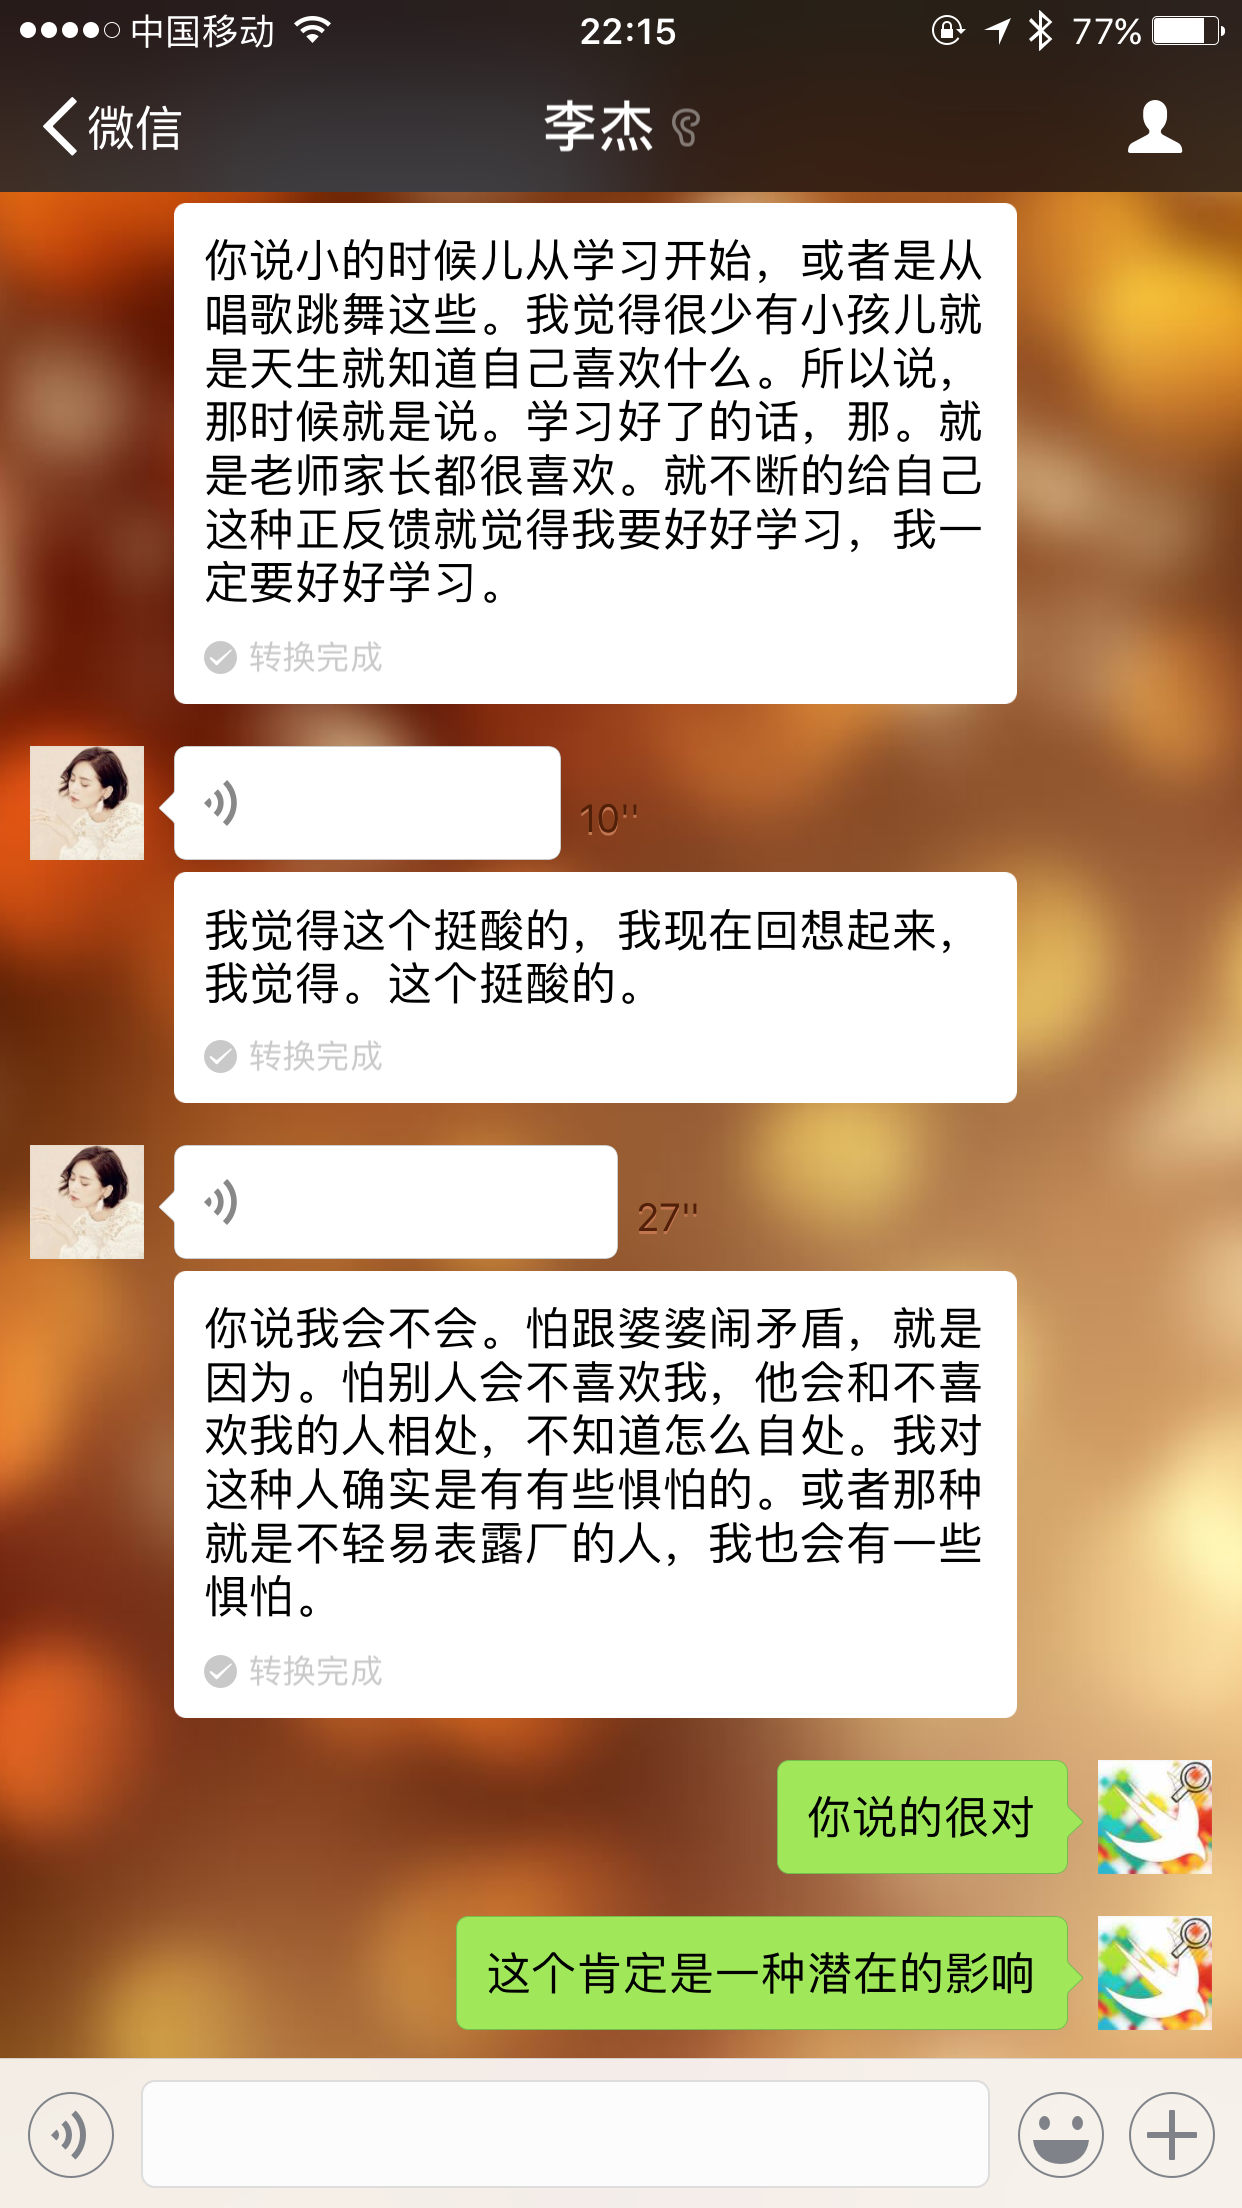 中国移动 22:15 77%
微信 李杰
你说小的时候儿从学习开始，或者是从
唱歌跳舞这些。我觉得很少有小孩儿就
是天生就知道自己喜欢什么。所以说，
那时候就是说。学习好了的话，那。就
是老师家长都很喜欢。就不断的给自己
这种正反馈就觉得我要好好学习，我一
定要好好学习。
转换完成
10''
我觉得这个挺酸的，我现在回想起来，
我觉得。这个挺酸的。
转换完成
27''
你说我会不会。怕跟婆婆闹矛盾，就是
因为。怕别人会不喜欢我，他会和不喜
欢我的人相处，不知道怎么自处。我对
这种人确实是有有些惧怕的。或者那种
就是不轻易表露厂的人，我也会有一些
惧怕。
转换完成
你说的很对
这个肯定是一种潜在的影响